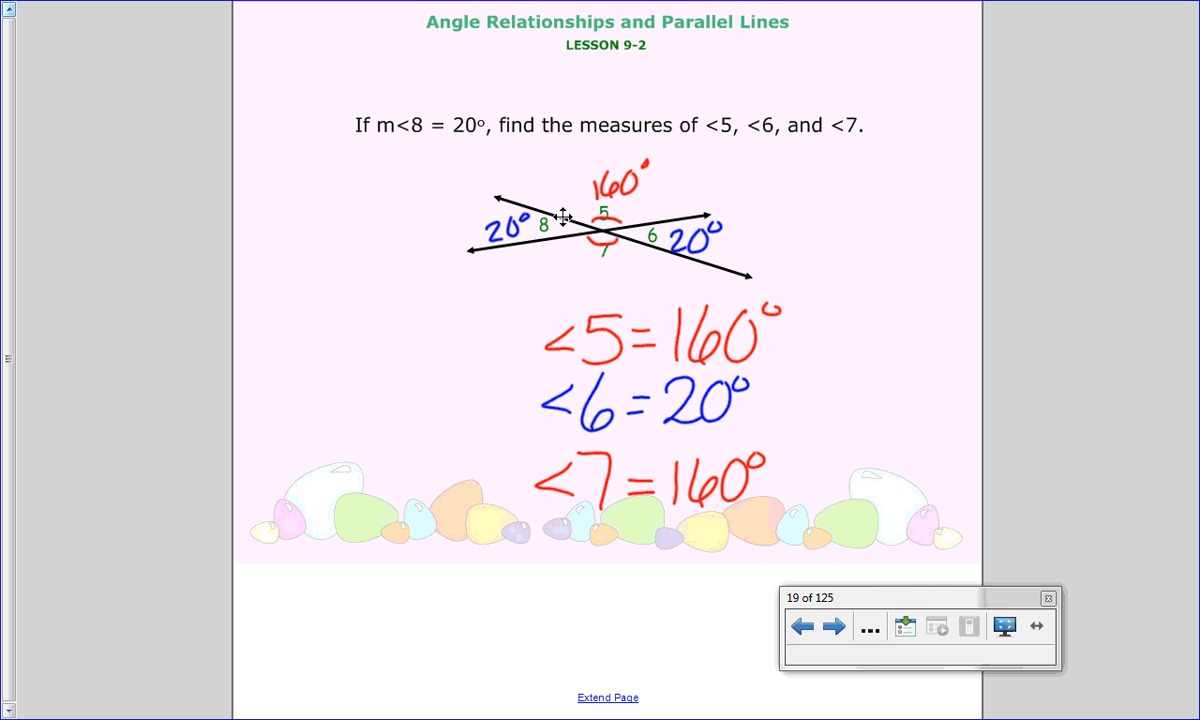 Angle Relationships and Parallel Lines
LESSON 9-2
If m<8 = 20°, find the measures of <5, <6, and <7.
160°
5
20° 8
6 20°
7
<5=160°
<6=20°
<7=160°
19 of 125
...
Extend Page